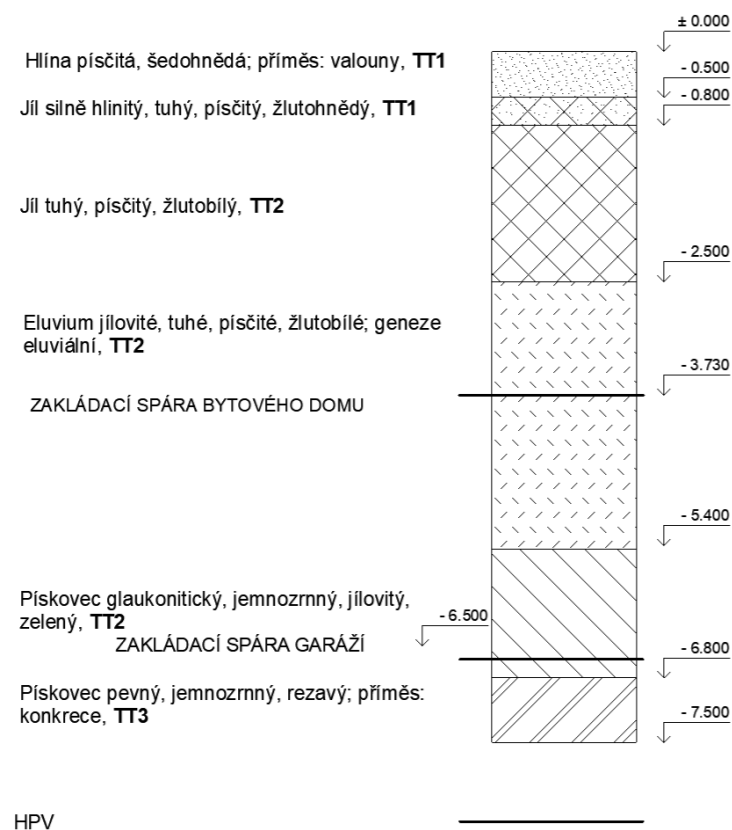 ± 0.000
Hlína písčitá, šedohnědá; příměs: valouny, TT1
- 0.500
Jíl silně hlinitý, tuhý, písčitý, žlutohnědý, TT1
- 0.800
Jíl tuhý, písčitý, žlutobílý, TT2
- 2.500
Eluvium jílovité, tuhé, písčité, žlutobílé; geneze
eluviální, TT2
- 3.730
ZAKLÁDACÍ SPÁRA BYTOVÉHO DOMU
- 5.400
Pískovec glaukonitický, jemnozrnný, jílovitý,
zelený, TT2
- 6.500
ZAKLÁDACÍ SPÁRA GARÁŽÍ
- 6.800
Pískovec pevný, jemnozrnný, rezavý; příměs:
konkrece, TT3
- 7.500
HPV